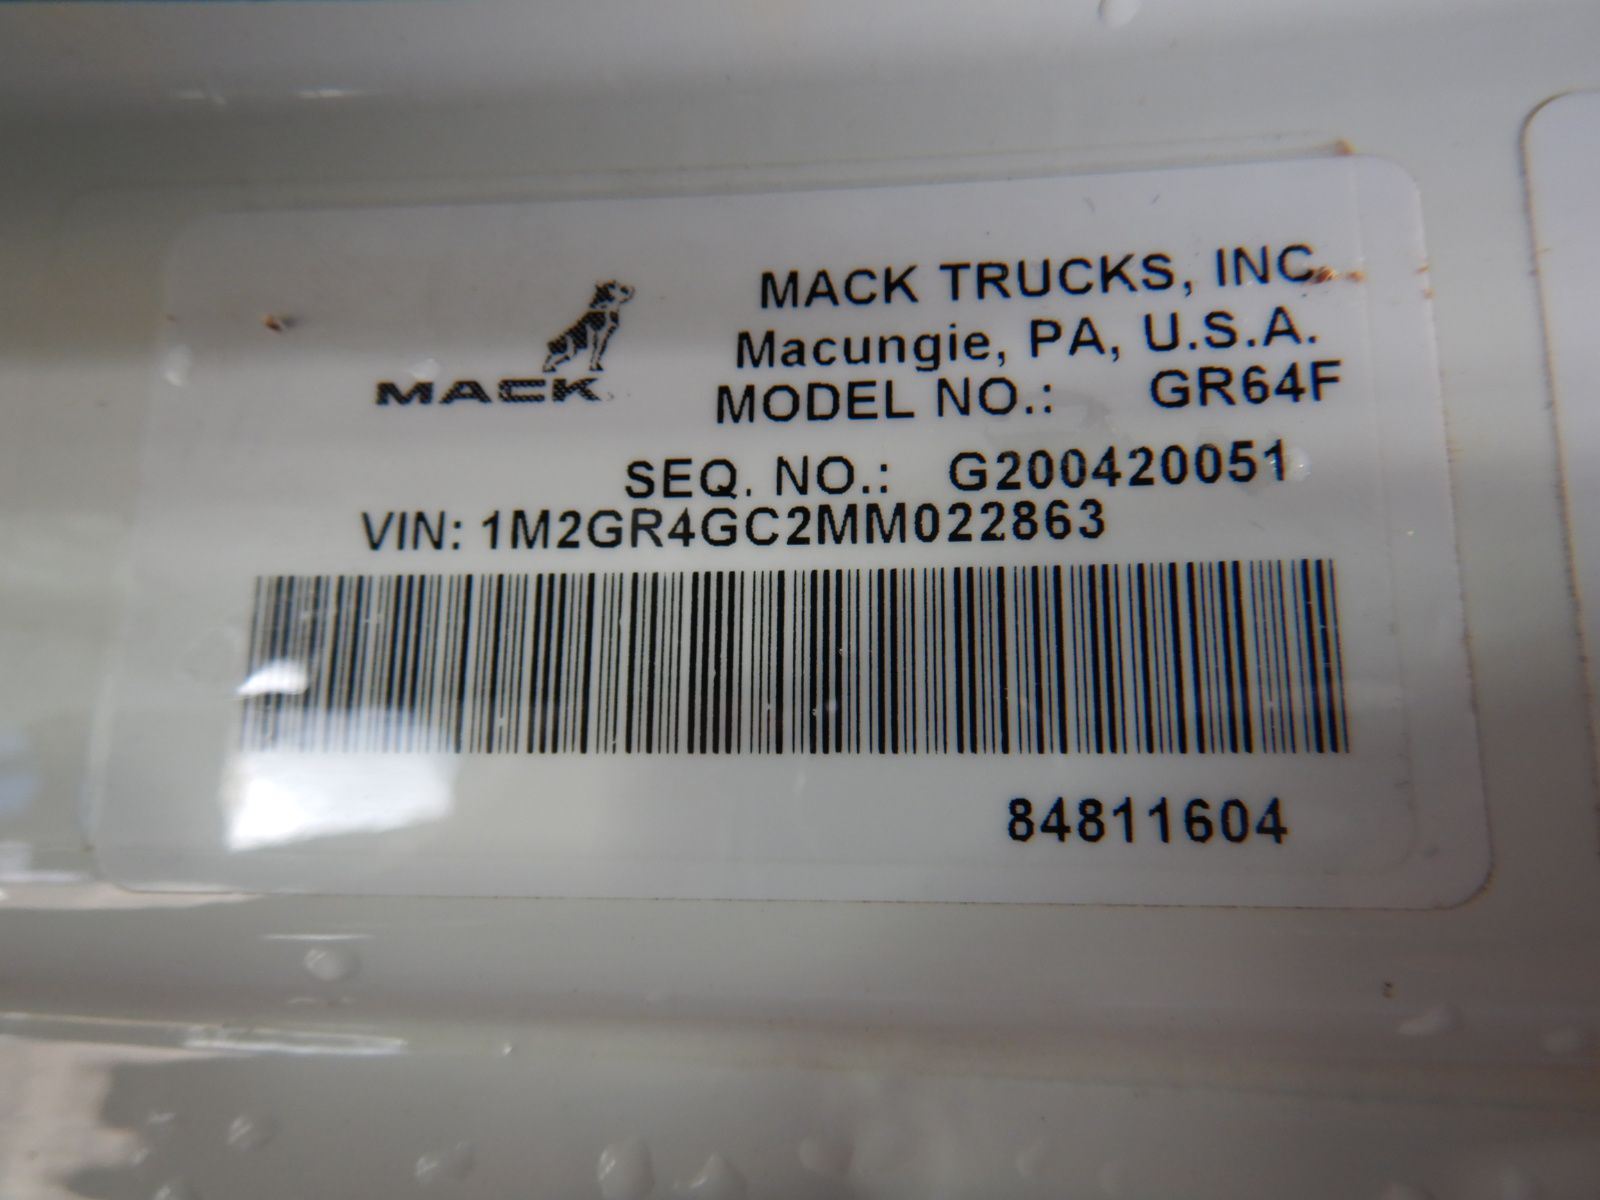 MACK TRUCKS, INC.
Macungie, PA, U.S.A.
MACK
MODEL NO.: GR64F
SEQ. NO.: G200420051
VIN: 1M2GR4GC2MM022863
84811604